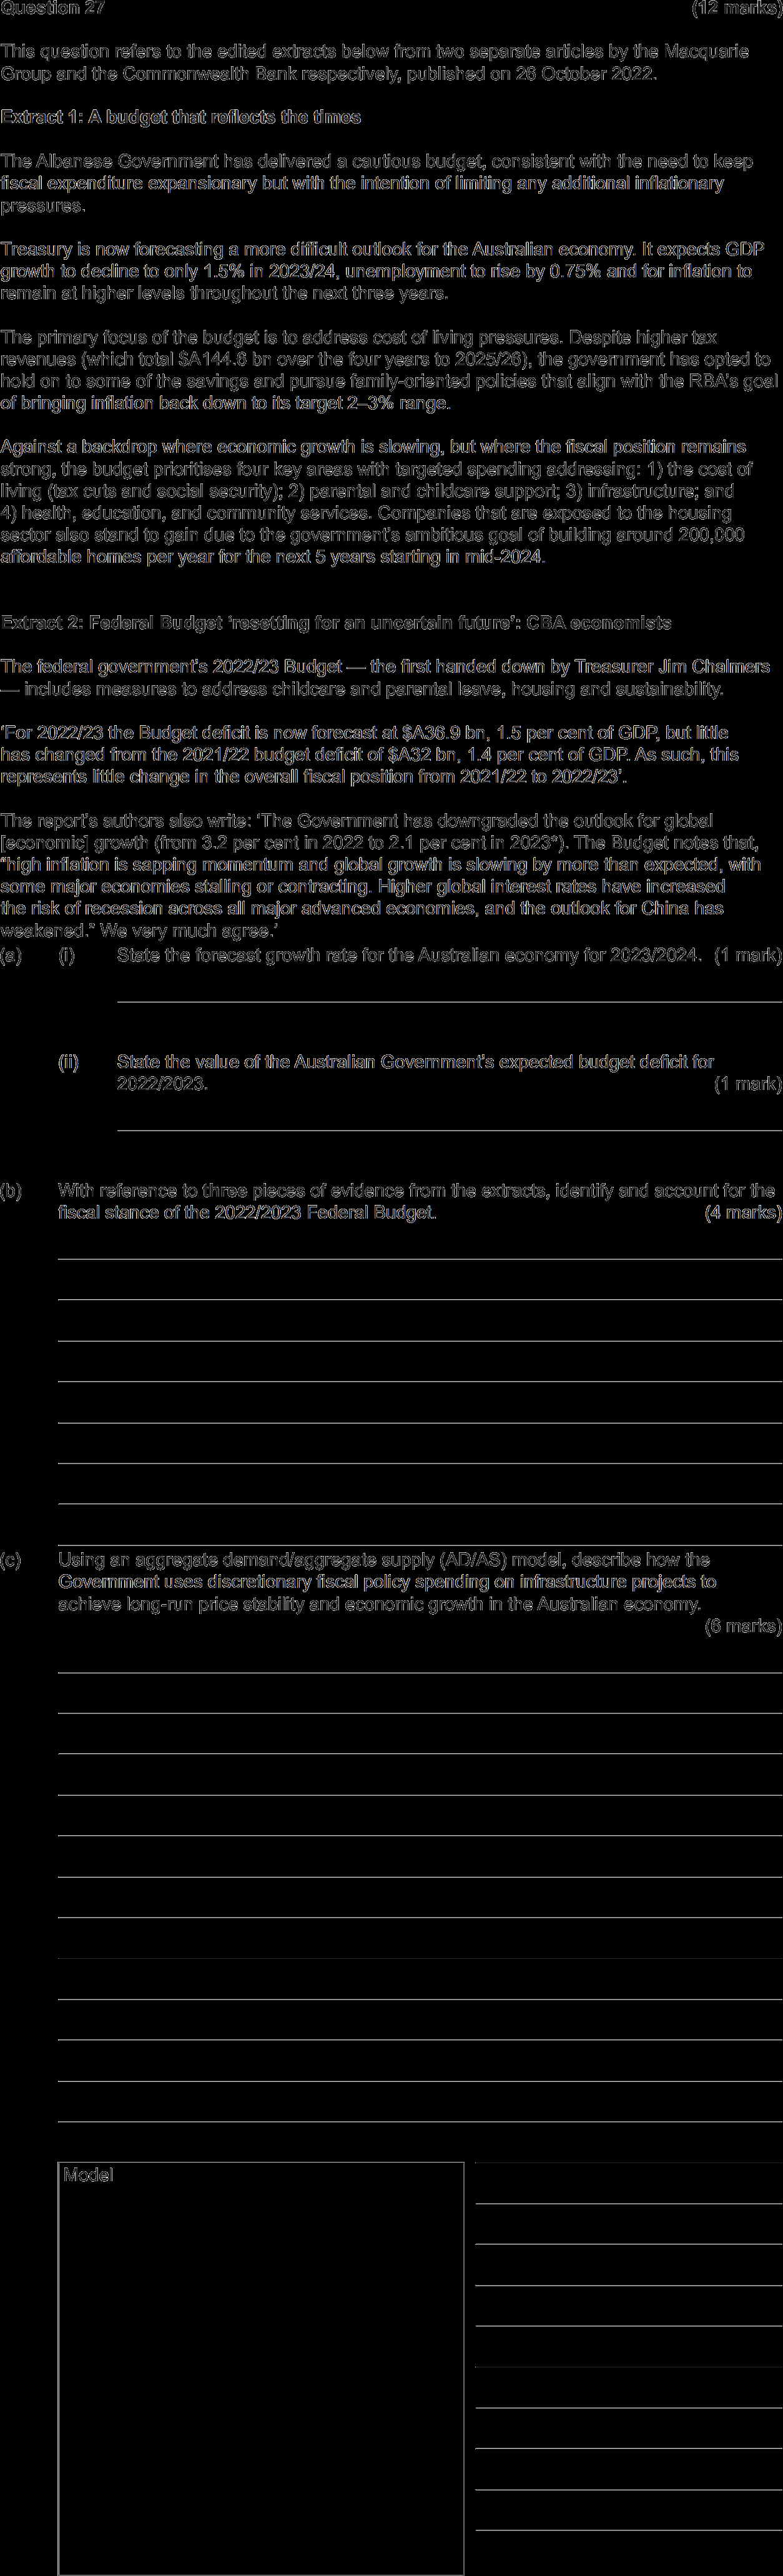 Question 27 (12 marks)
This question refers to the edited extracts below from two separate articles by the Macquarie
Group and the Commonwealth Bank respectively, published on 26 October 2022.
Extract 1: A budget that reflects the times
The Albanese Government has delivered a cautious budget, consistent with the need to keep
fiscal expenditure expansionary but with the intention of limiting any additional inflationary
pressures.
Treasury is now forecasting a more difficult outlook for the Australian economy. It expects GDP
growth to decline to only 1.5% in 2023/24, unemployment to rise by 0.75% and for inflation to
remain at higher levels throughout the next three years.
The primary focus of the budget is to address cost of living pressures. Despite higher tax
revenues (which total $A144.6 bn over the four years to 2025/26), the government has opted to
hold on to some of the savings and pursue family-oriented policies that align with the RBA's goal
of bringing inflation back down to its target 2–3% range.
Against a backdrop where economic growth is slowing, but where the fiscal position remains
strong, the budget prioritises four key areas with targeted spending addressing: 1) the cost of
living (tax cuts and social security); 2) parental and childcare support; 3) infrastructure; and
4) health, education, and community services. Companies that are exposed to the housing
sector also stand to gain due to the government's ambitious goal of building around 200,000
affordable homes per year for the next 5 years starting in mid-2024.
Extract 2: Federal Budget 'resetting for an uncertain future': CBA economists
The federal government's 2022/23 Budget — the first handed down by Treasurer Jim Chalmers
— includes measures to address childcare and parental leave, housing and sustainability.
'For 2022/23 the Budget deficit is now forecast at $A36.9 bn, 1.5 per cent of GDP, but little
has changed from the 2021/22 budget deficit of $A32 bn, 1.4 per cent of GDP. As such, this
represents little change in the overall fiscal position from 2021/22 to 2022/23'.
The report's authors also write: 'The Government has downgraded the outlook for global
[economic] growth (from 3.2 per cent in 2022 to 2.1 per cent in 2023"). The Budget notes that,
"high inflation is sapping momentum and global growth is slowing by more than expected, with
some major economies stalling or contracting. Higher global interest rates have increased
the risk of recession across all major advanced economies, and the outlook for China has
weakened." We very much agree.'
(a) (i) State the forecast growth rate for the Australian economy for 2023/2024. (1 mark)
(ii) State the value of the Australian Government's expected budget deficit for
2022/2023. (1 mark)
(b) With reference to three pieces of evidence from the extracts, identify and account for the
fiscal stance of the 2022/2023 Federal Budget. (4 marks)
(c) Using an aggregate demand/aggregate supply (AD/AS) model, describe how the
Government uses discretionary fiscal policy spending on infrastructure projects to
achieve long-run price stability and economic growth in the Australian economy.
(6 marks)
Model